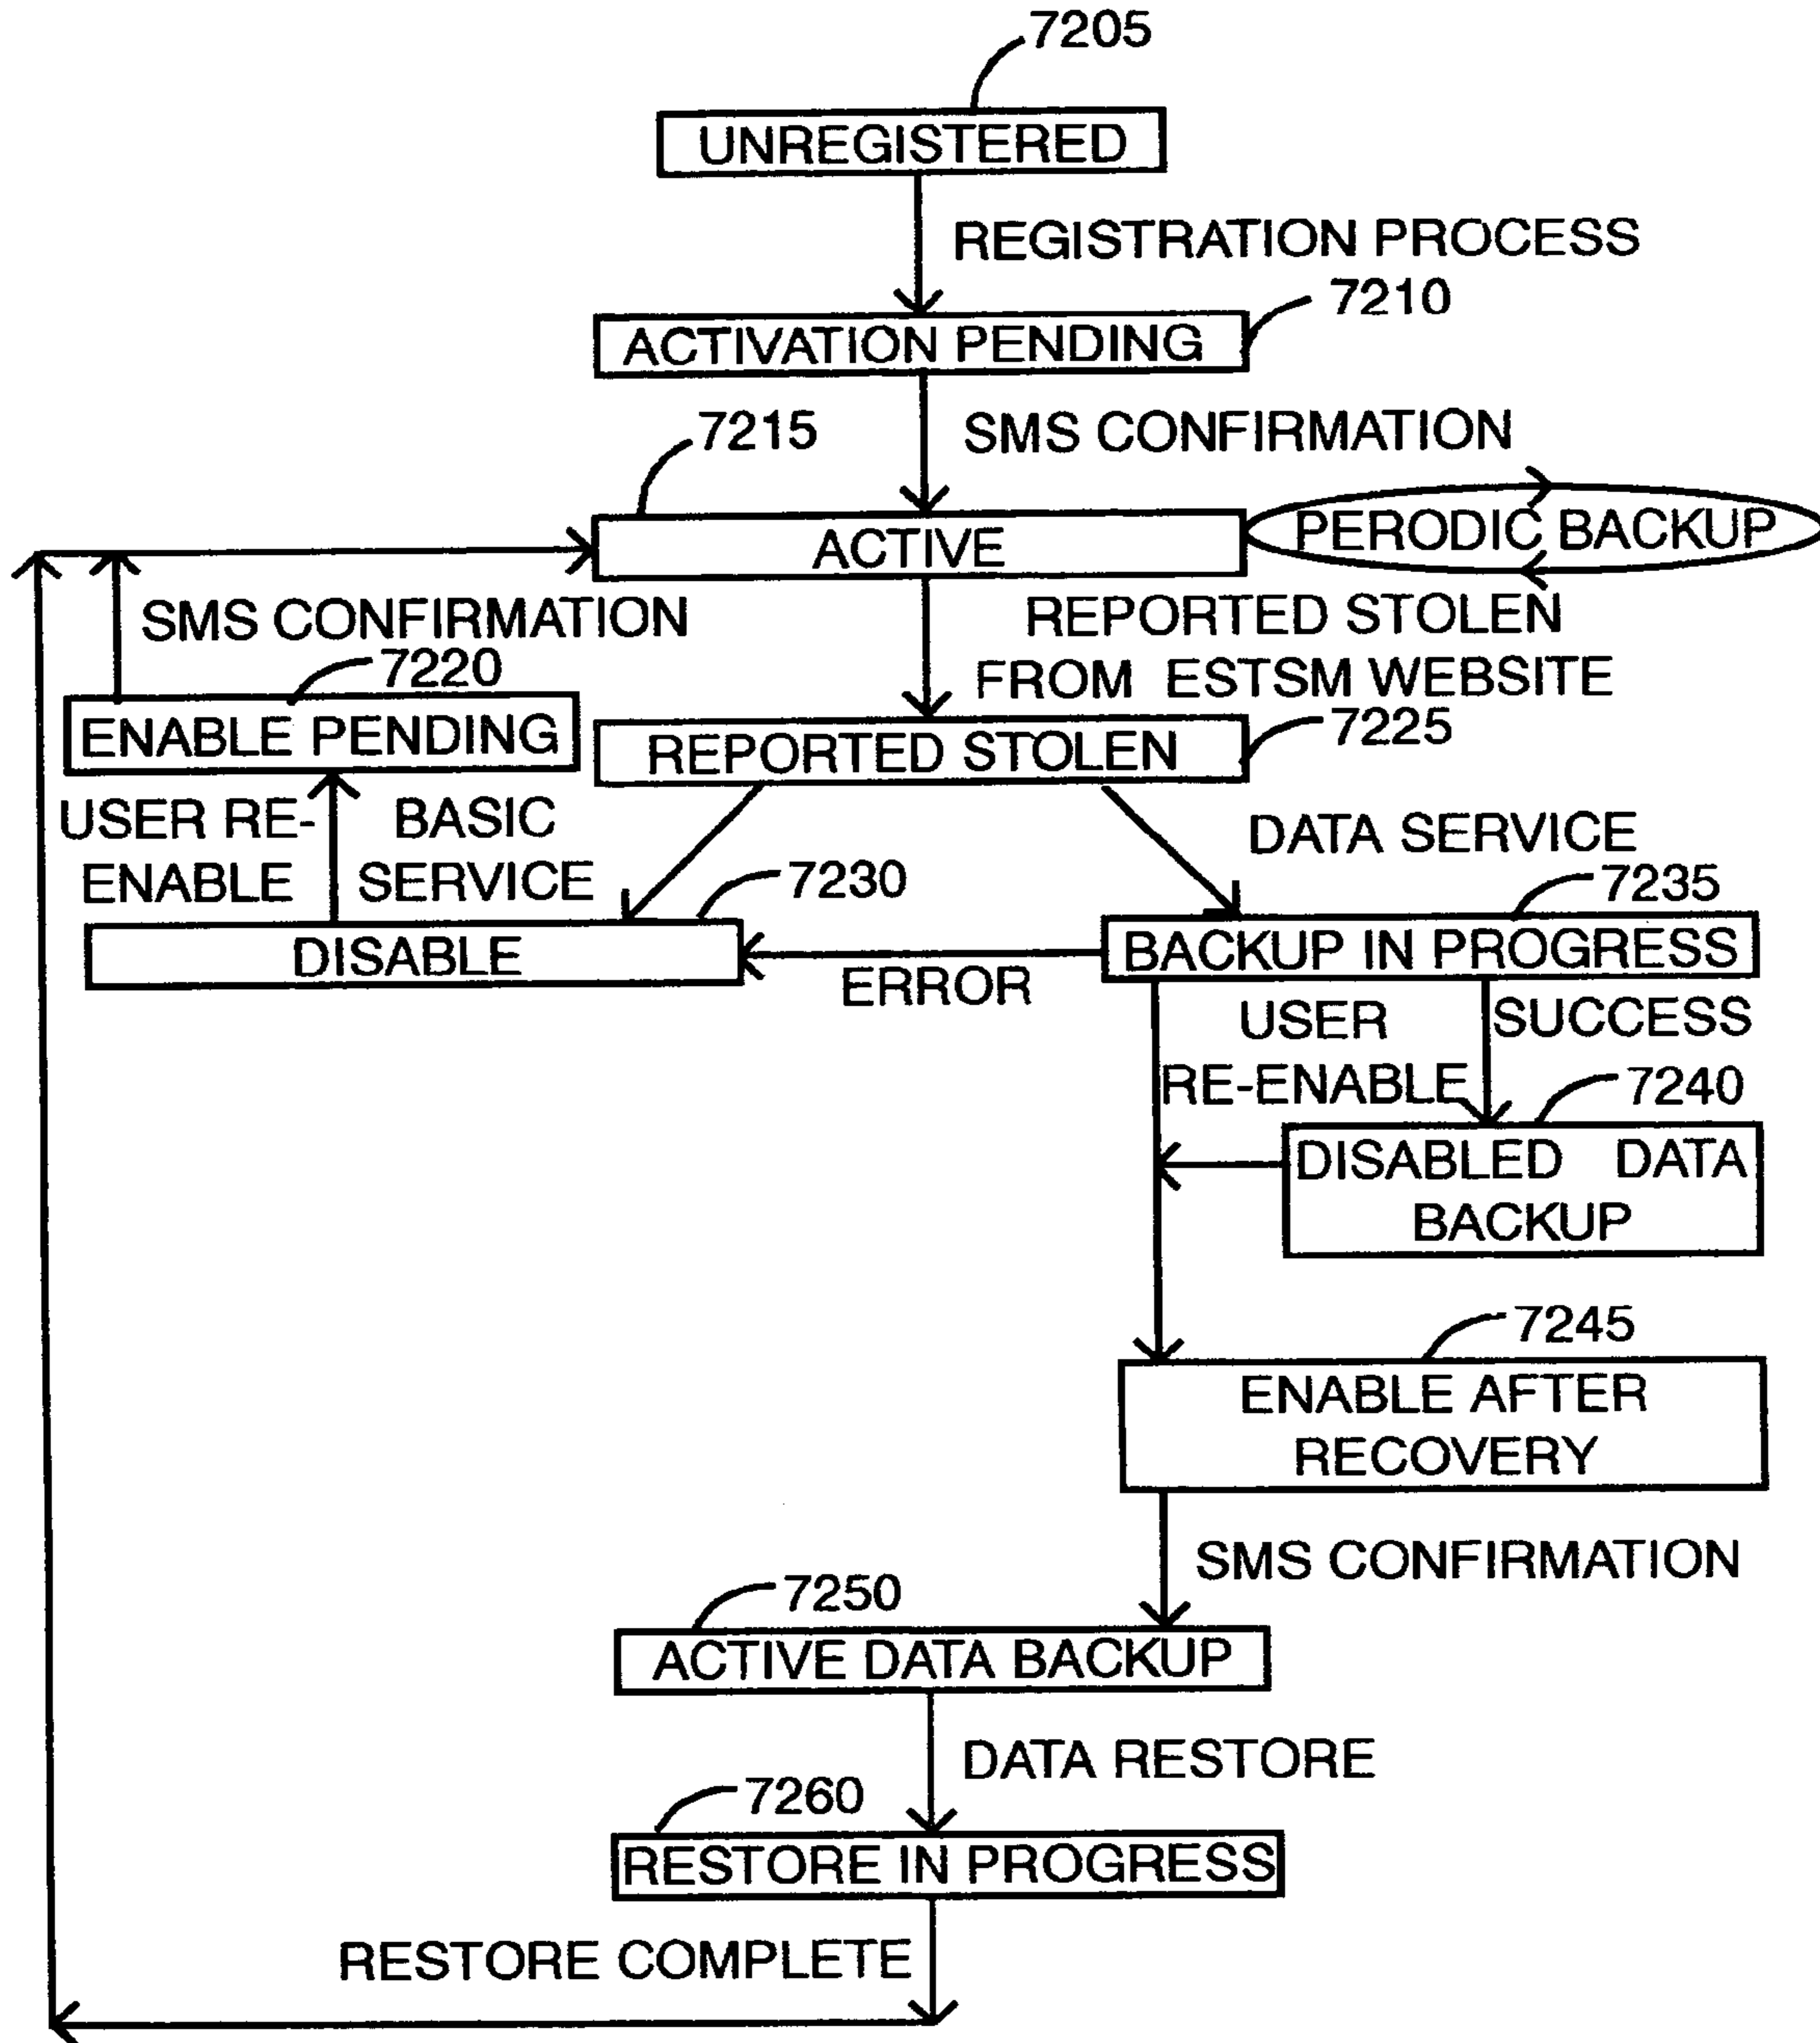 7205
UNREGISTERED
REGISTRATION PROCESS
7210
ACTIVATION PENDING
7215
SMS CONFIRMATION
ACTIVE
PERODIC BACKUP
SMS CONFIRMATION
REPORTED STOLEN
FROM ESTSM WEBSITE
7220
ENABLE PENDING
7225
REPORTED STOLEN
USER RE-
ENABLE
BASIC
SERVICE
DATA SERVICE
7230
DISABLE
7235
BACKUP IN PROGRESS
ERROR
USER
RE-ENABLE
SUCCESS
7240
DISABLED DATA
BACKUP
7245
ENABLE AFTER
RECOVERY
SMS CONFIRMATION
7250
ACTIVE DATA BACKUP
DATA RESTORE
7260
RESTORE IN PROGRESS
RESTORE COMPLETE